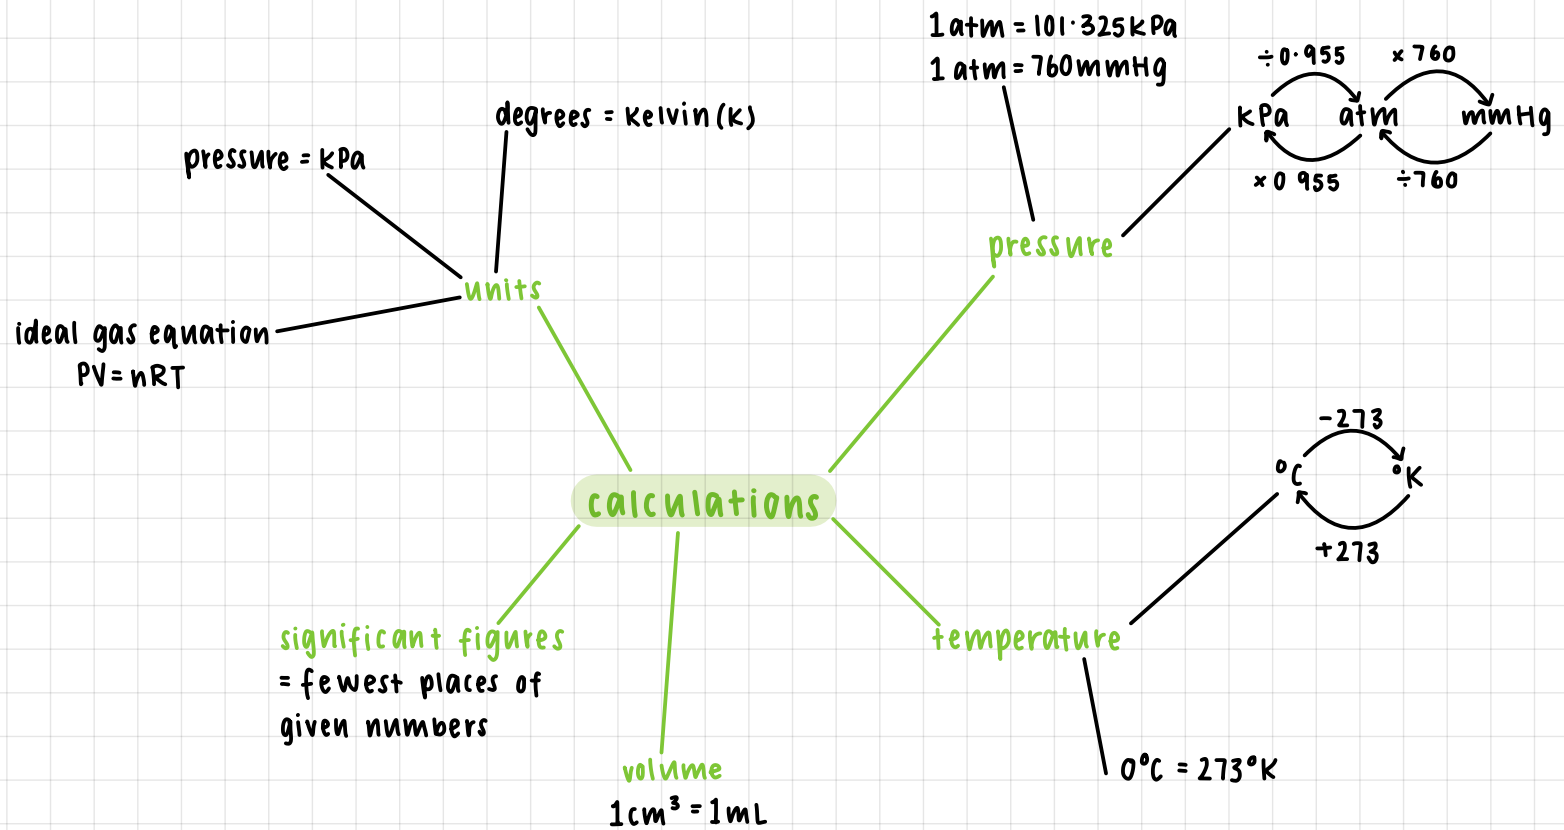 1 atm = 101.325 kPa
1 atm = 760 mmHg
÷0.955
× 760
kPa
atm
mmHg
× 0 955
÷760
degrees = Kelvin (K)
pressure = kPa
pressure
units
ideal gas equation
PV = nRT
-273
°C
°K
+273
calculations
significant figures
= fewest places of
given numbers
temperature
volume
1cm³ = 1mL
0°C = 273°K